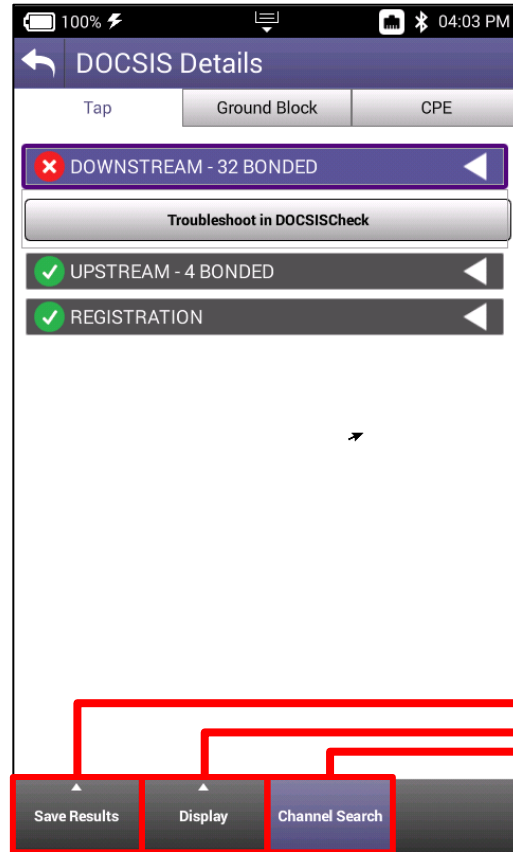 100% 04:03 PM
DOCSIS Details
Tap Ground Block CPE
DOWNSTREAM - 32 BONDED
Troubleshoot in DOCSISCheck
UPSTREAM - 4 BONDED
REGISTRATION
Save Results Display Channel Search